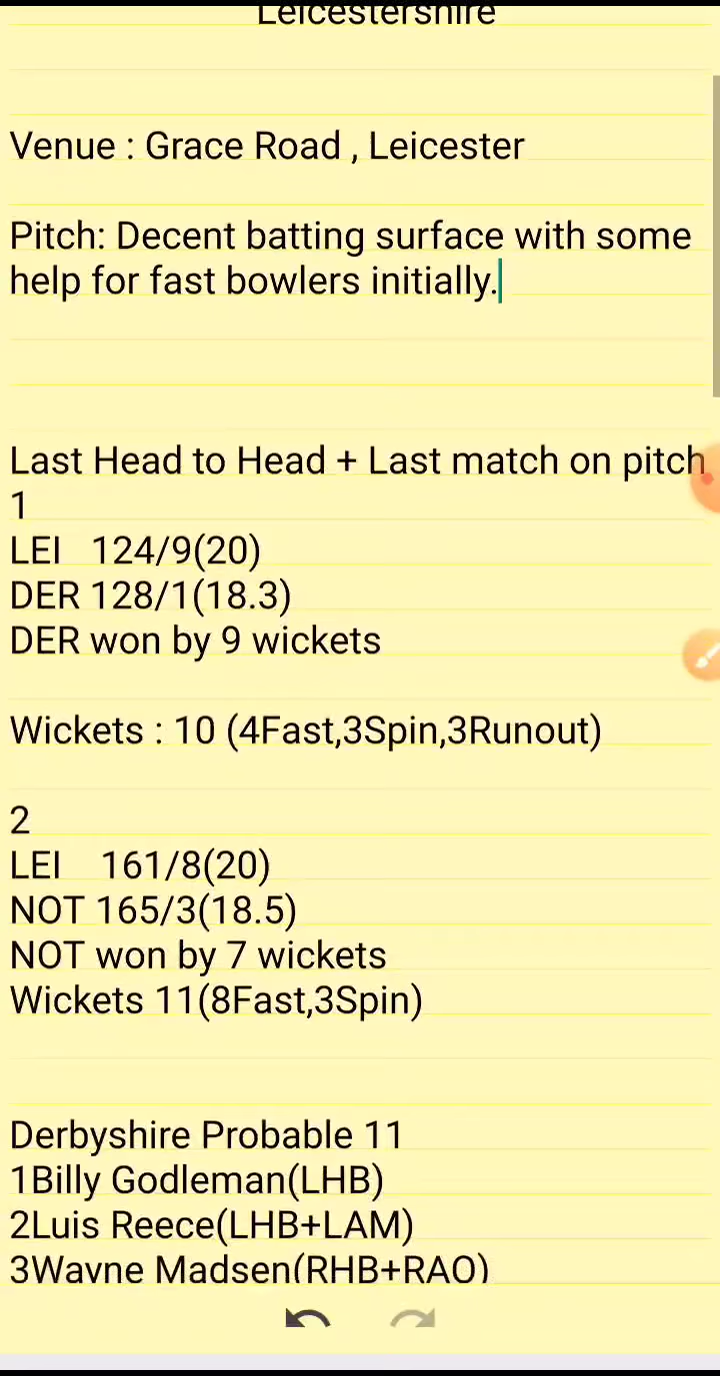 Leicestershire
Venue : Grace Road , Leicester
Pitch: Decent batting surface with some
help for fast bowlers initially.
Last Head to Head + Last match on pitch
1
LEI 124/9(20)
DER 128/1(18.3)
DER won by 9 wickets
Wickets : 10 (4Fast,3Spin,3Runout)
2
LEI 161/8(20)
NOT 165/3(18.5)
NOT won by 7 wickets
Wickets 11(8Fast,3Spin)
Derbyshire Probable 11
1Billy Godleman(LHB)
2Luis Reece(LHB+LAM)
3Wayne Madsen(RHB+RAO)